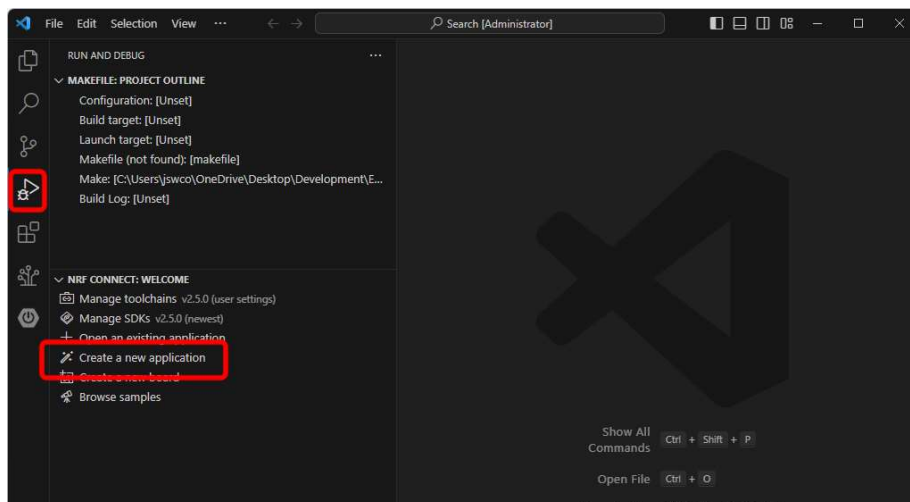 File Edit Selection View ··· ← → Search [Administrator]
RUN AND DEBUG ···
MAKEFILE: PROJECT OUTLINE
Configuration: [Unset]
Build target: [Unset]
Launch target: [Unset]
Makefile (not found): [makefile]
Make: [C:\Users\jswco\OneDrive\Desktop\Development\E...
Build Log: [Unset]
NRF CONNECT: WELCOME
Manage toolchains v2.5.0 (user settings)
Manage SDKs v2.5.0 (newest)
Open an existing application
Create a new application
Create a new board
Browse samples
Show All Commands Ctrl + Shift + P
Open File Ctrl + O